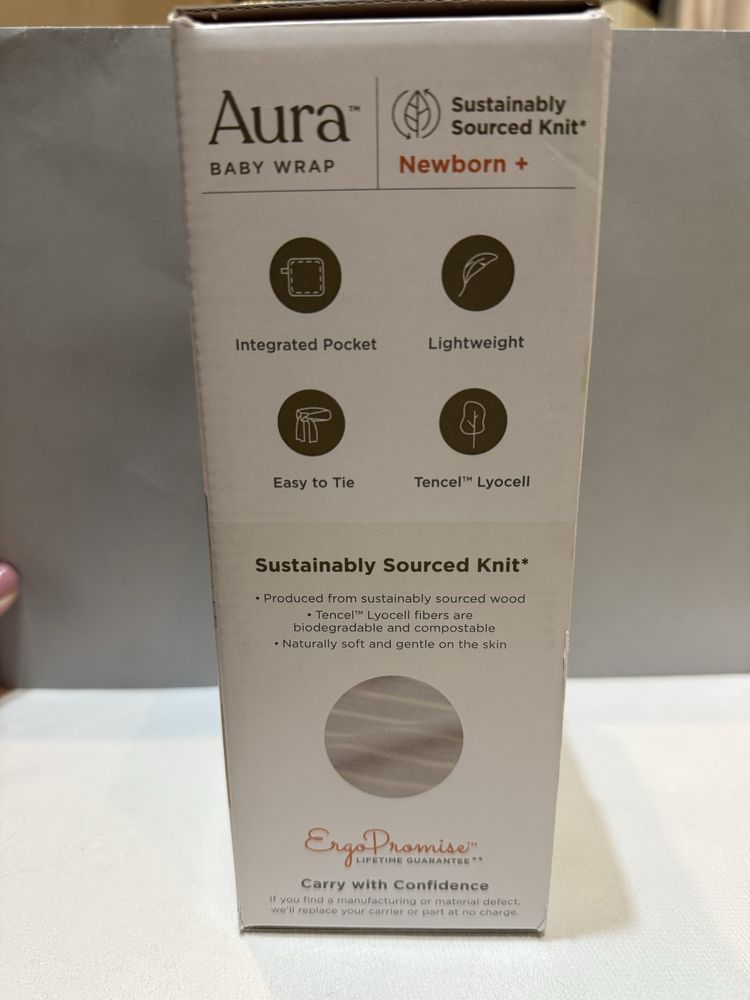 Aura™
BABY WRAP
Sustainably
Sourced Knit*
Newborn +
Integrated Pocket
Lightweight
Easy to Tie
Tencel™ Lyocell
Sustainably Sourced Knit*
• Produced from sustainably sourced wood
• Tencel™ Lyocell fibers are
biodegradable and compostable
• Naturally soft and gentle on the skin
ErgoPromise™
LIFETIME GUARANTEE**
Carry with Confidence
If you find a manufacturing or material defect,
we'll replace your carrier or part at no charge.